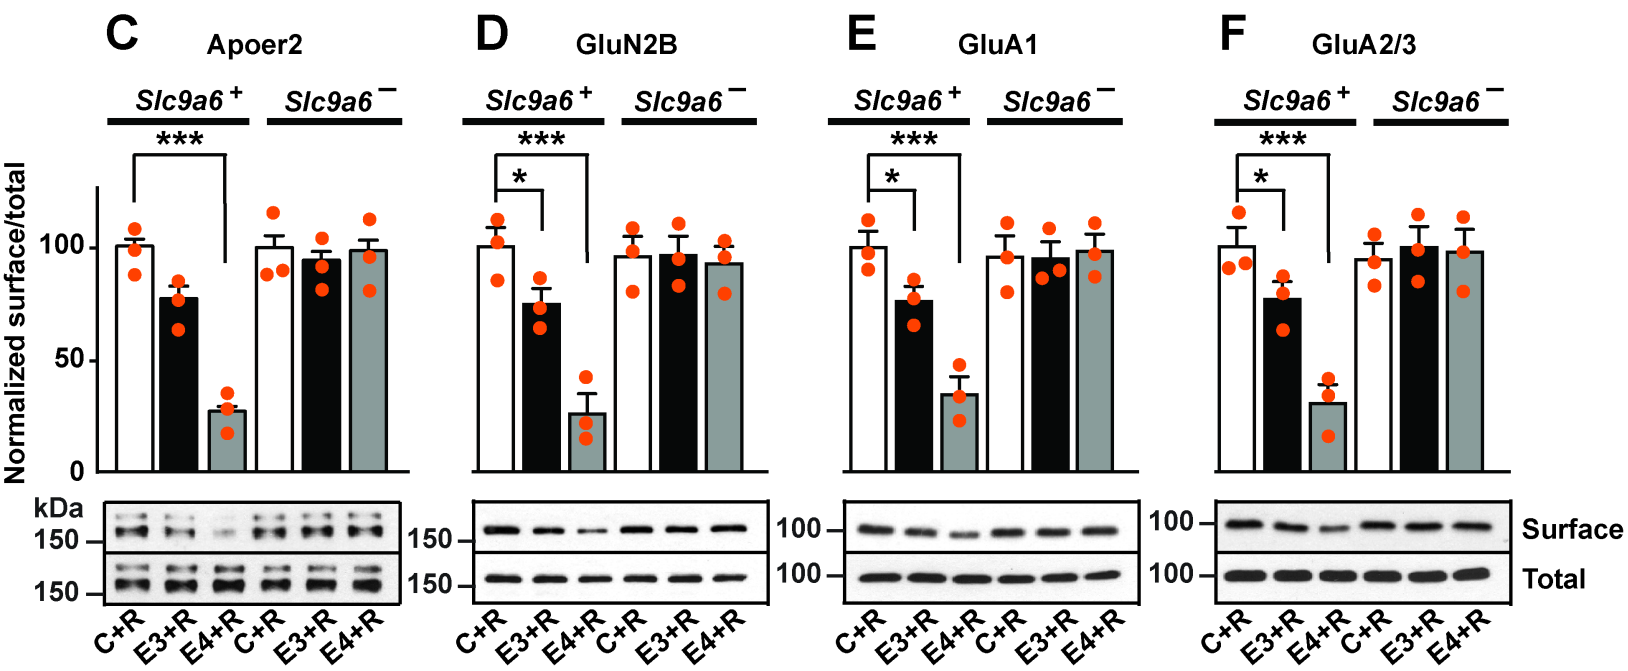 C Apoer2 D GluN2B E GluA1 F GluA2/3
Slc9a6 + Slc9a6 − Slc9a6 + Slc9a6 − Slc9a6 + Slc9a6 − Slc9a6 + Slc9a6 −
*** *** *** ***
* * *
Normalized surface/total
100
50
0
kDa
150 150 100 100 Surface
150 150 100 100 Total
C+R E3+R E4+R C+R E3+R E4+R C+R E3+R E4+R C+R E3+R E4+R C+R E3+R E4+R C+R E3+R E4+R C+R E3+R E4+R C+R E3+R E4+R